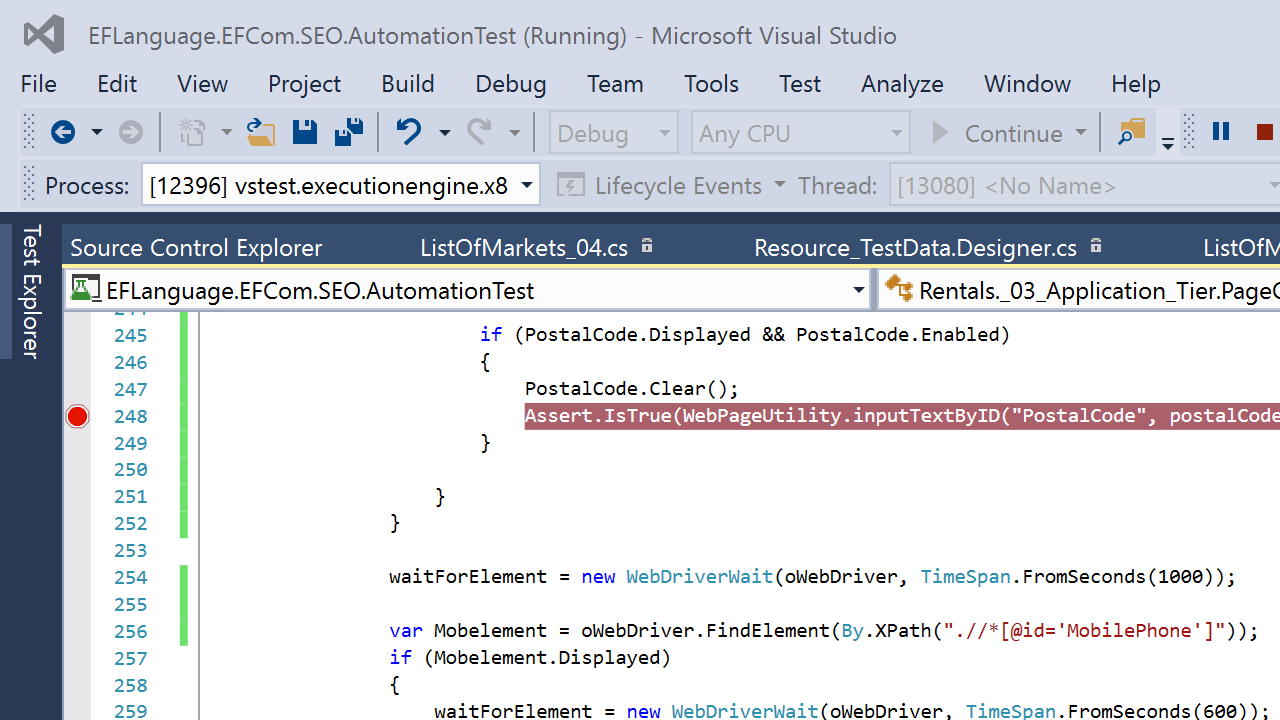 EFLanguage.EFCom.SEO.AutomationTest (Running) - Microsoft Visual Studio
File Edit View Project Build Debug Team Tools Test Analyze Window Help
Debug Any CPU Continue
Process: [12396] vstest.executionengine.x8 Lifecycle Events Thread: [13080] <No Name>
Test Explorer
Source Control Explorer ListOfMarkets_04.cs Resource_TestData.Designer.cs ListOfM
EFLanguage.EFCom.SEO.AutomationTest Rentals._03_Application_Tier.PageC
244
245 if (PostalCode.Displayed && PostalCode.Enabled)
246 {
247 PostalCode.Clear();
248 Assert.IsTrue(WebPageUtility.inputTextByID("PostalCode", postalCode
249 }
250
251 }
252 }
253
254 waitForElement = new WebDriverWait(oWebDriver, TimeSpan.FromSeconds(1000));
255
256 var Mobelement = oWebDriver.FindElement(By.XPath(".//*[@id='MobilePhone']"));
257 if (Mobelement.Displayed)
258 {
259 waitForElement = new WebDriverWait(oWebDriver, TimeSpan.FromSeconds(600));